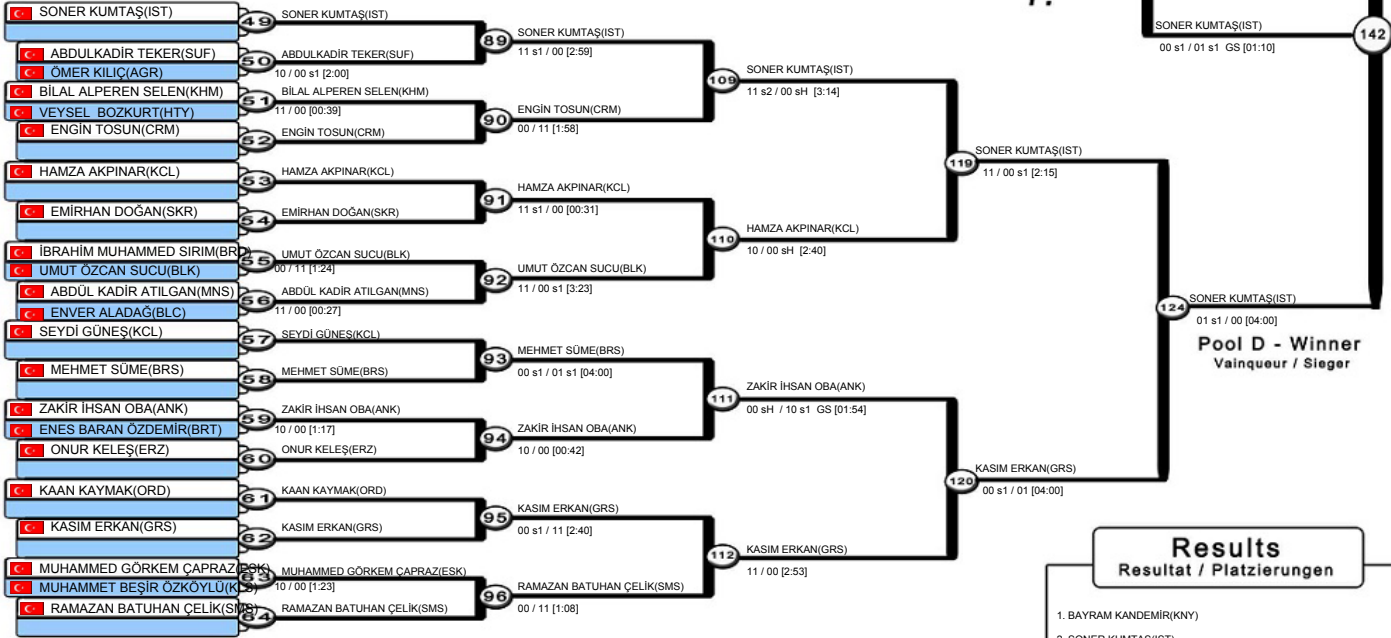 SONER KUMTAŞ(IST)
ABDULKADİR TEKER(SUF)
ÖMER KILIÇ(AGR)
BİLAL ALPEREN SELEN(KHM)
VEYSEL BOZKURT(HTY)
ENGİN TOSUN(CRM)
HAMZA AKPINAR(KCL)
EMİRHAN DOĞAN(SKR)
İBRAHİM MUHAMMED SIRIM(BRD)
UMUT ÖZCAN SUCU(BLK)
ABDÜL KADİR ATILGAN(MNS)
ENVER ALADAĞ(BLC)
SEYDİ GÜNEŞ(KCL)
MEHMET SÜME(BRS)
ZAKİR İHSAN OBA(ANK)
ENES BARAN ÖZDEMİR(BRT)
ONUR KELEŞ(ERZ)
KAAN KAYMAK(ORD)
KASIM ERKAN(GRS)
MUHAMMED GÖRKEM ÇAPRAZ(ESK)
MUHAMMET BEŞİR ÖZKÖYLÜ(K
RAMAZAN BATUHAN ÇELİK(SMS)
49
SONER KUMTAŞ(IST)
50
ABDULKADİR TEKER(SUF)
10 / 00 s1 [2:00]
51
BİLAL ALPEREN SELEN(KHM)
11 / 00 [00:39]
52
ENGİN TOSUN(CRM)
53
HAMZA AKPINAR(KCL)
54
EMİRHAN DOĞAN(SKR)
55
UMUT ÖZCAN SUCU(BLK)
00 / 11 [1:24]
56
ABDÜL KADİR ATILGAN(MNS)
11 / 00 [00:27]
57
SEYDİ GÜNEŞ(KCL)
58
MEHMET SÜME(BRS)
59
ZAKİR İHSAN OBA(ANK)
10 / 00 [1:17]
60
ONUR KELEŞ(ERZ)
61
KAAN KAYMAK(ORD)
62
KASIM ERKAN(GRS)
63
MUHAMMED GÖRKEM ÇAPRAZ(ESK)
10 / 00 [1:23]
64
RAMAZAN BATUHAN ÇELİK(SMS)
89
SONER KUMTAŞ(IST)
11 s1 / 00 [2:59]
90
ENGİN TOSUN(CRM)
00 / 11 [1:58]
91
HAMZA AKPINAR(KCL)
11 s1 / 00 [00:31]
92
UMUT ÖZCAN SUCU(BLK)
11 / 00 s1 [3:23]
93
MEHMET SÜME(BRS)
00 s1 / 01 s1 [04:00]
94
ZAKİR İHSAN OBA(ANK)
10 / 00 [00:42]
95
KASIM ERKAN(GRS)
00 s1 / 11 [2:40]
96
RAMAZAN BATUHAN ÇELİK(SMS)
00 / 11 [1:08]
109
SONER KUMTAŞ(IST)
11 s2 / 00 sH [3:14]
110
HAMZA AKPINAR(KCL)
10 / 00 sH [2:40]
111
ZAKİR İHSAN OBA(ANK)
00 sH / 10 s1 GS [01:54]
112
KASIM ERKAN(GRS)
11 / 00 [2:53]
119
SONER KUMTAŞ(IST)
11 / 00 s1 [2:15]
120
KASIM ERKAN(GRS)
00 s1 / 01 [04:00]
124
SONER KUMTAŞ(IST)
01 s1 / 00 [04:00]
Pool D - Winner
Vainqueur / Sieger
SONER KUMTAŞ(IST)
00 s1 / 01 s1 GS [01:10]
142
Results
Resultat / Platzierungen
1. BAYRAM KANDEMİR(KNY)
2. SONER KUMTAŞ(IST)